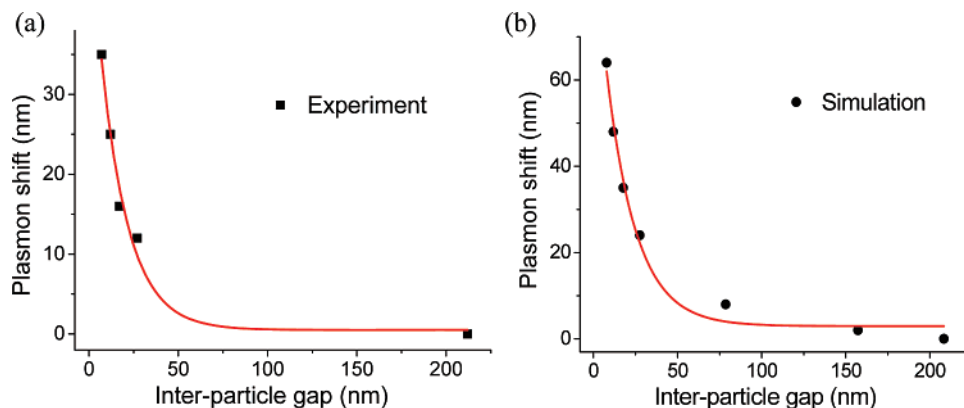 (a)
Plasmon shift (nm)
30
20
10
0
Experiment
0 50 100 150 200
Inter-particle gap (nm)
(b)
Plasmon shift (nm)
60
40
20
0
Simulation
0 50 100 150 200
Inter-particle gap (nm)